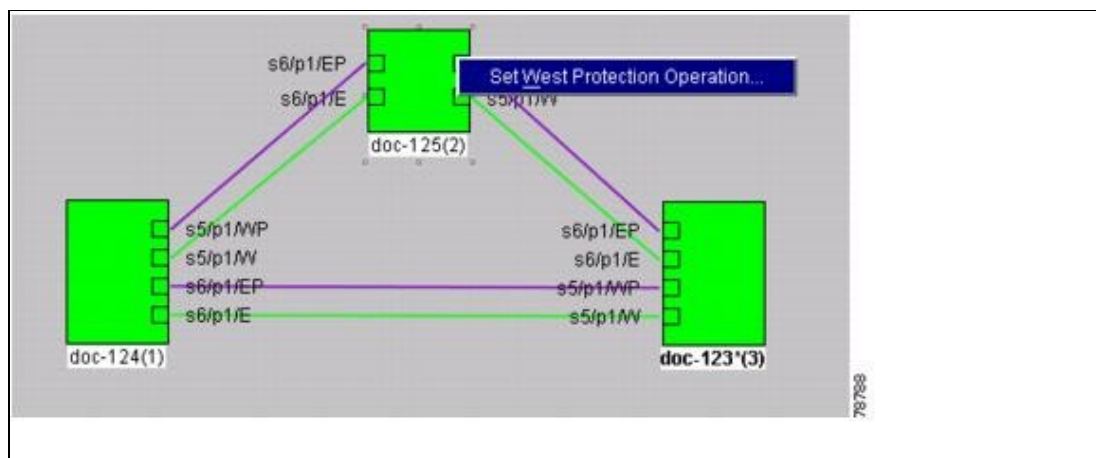 s6/p1/EP
Set West Protection Operation...
s6/p1/E
s5/p1/W
doc-125(2)
s5/p1/WP
s6/p1/EP
s5/p1/W
s6/p1/E
s6/p1/EP
s5/p1/WP
s6/p1/E
s5/p1/W
doc-124(1)
doc-123*(3)
78788